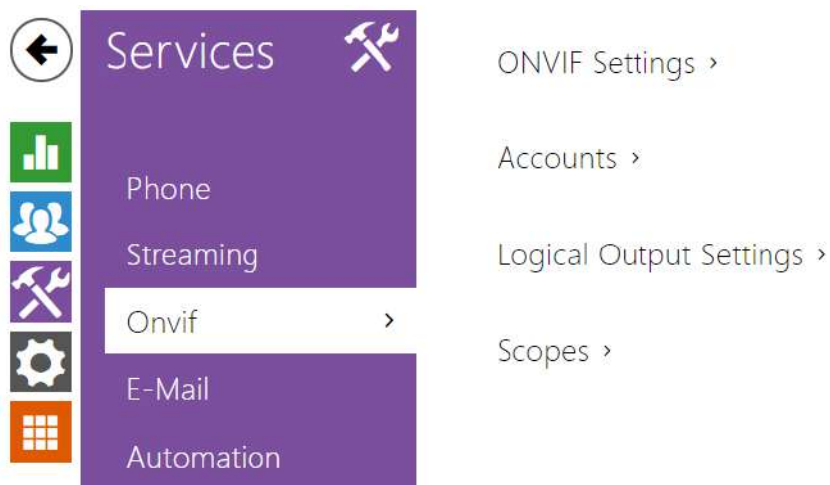 Services
Phone
Streaming
Onvif
E-Mail
Automation
ONVIF Settings
Accounts
Logical Output Settings
Scopes